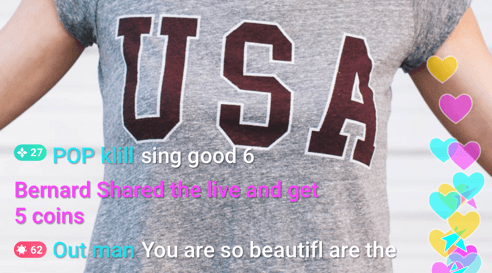 USA
27 POP klill sing good 6
Bernard Shared the live and get
5 coins
62 Out man You are so beautifl are the